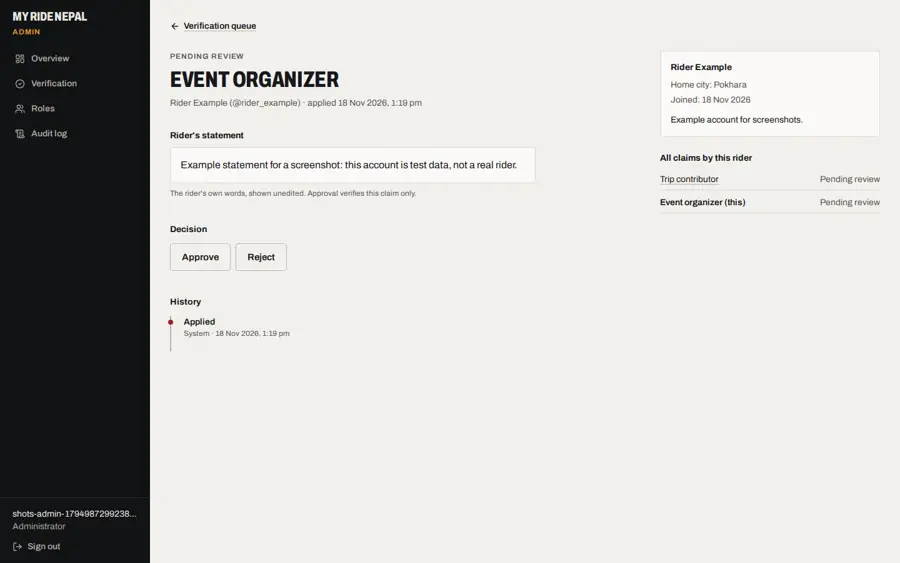 MY RIDE NEPAL
ADMIN
Overview
Verification
Roles
Audit log
shots-admin-1794987299238...
Administrator
Sign out
Verification queue
PENDING REVIEW
EVENT ORGANIZER
Rider Example (@rider_example) · applied 18 Nov 2026, 1:19 pm
Rider's statement
Example statement for a screenshot: this account is test data, not a real rider.
The rider's own words, shown unedited. Approval verifies this claim only.
Decision
Approve
Reject
History
Applied
System · 18 Nov 2026, 1:19 pm
Rider Example
Home city: Pokhara
Joined: 18 Nov 2026
Example account for screenshots.
All claims by this rider
Trip contributor Pending review
Event organizer (this) Pending review